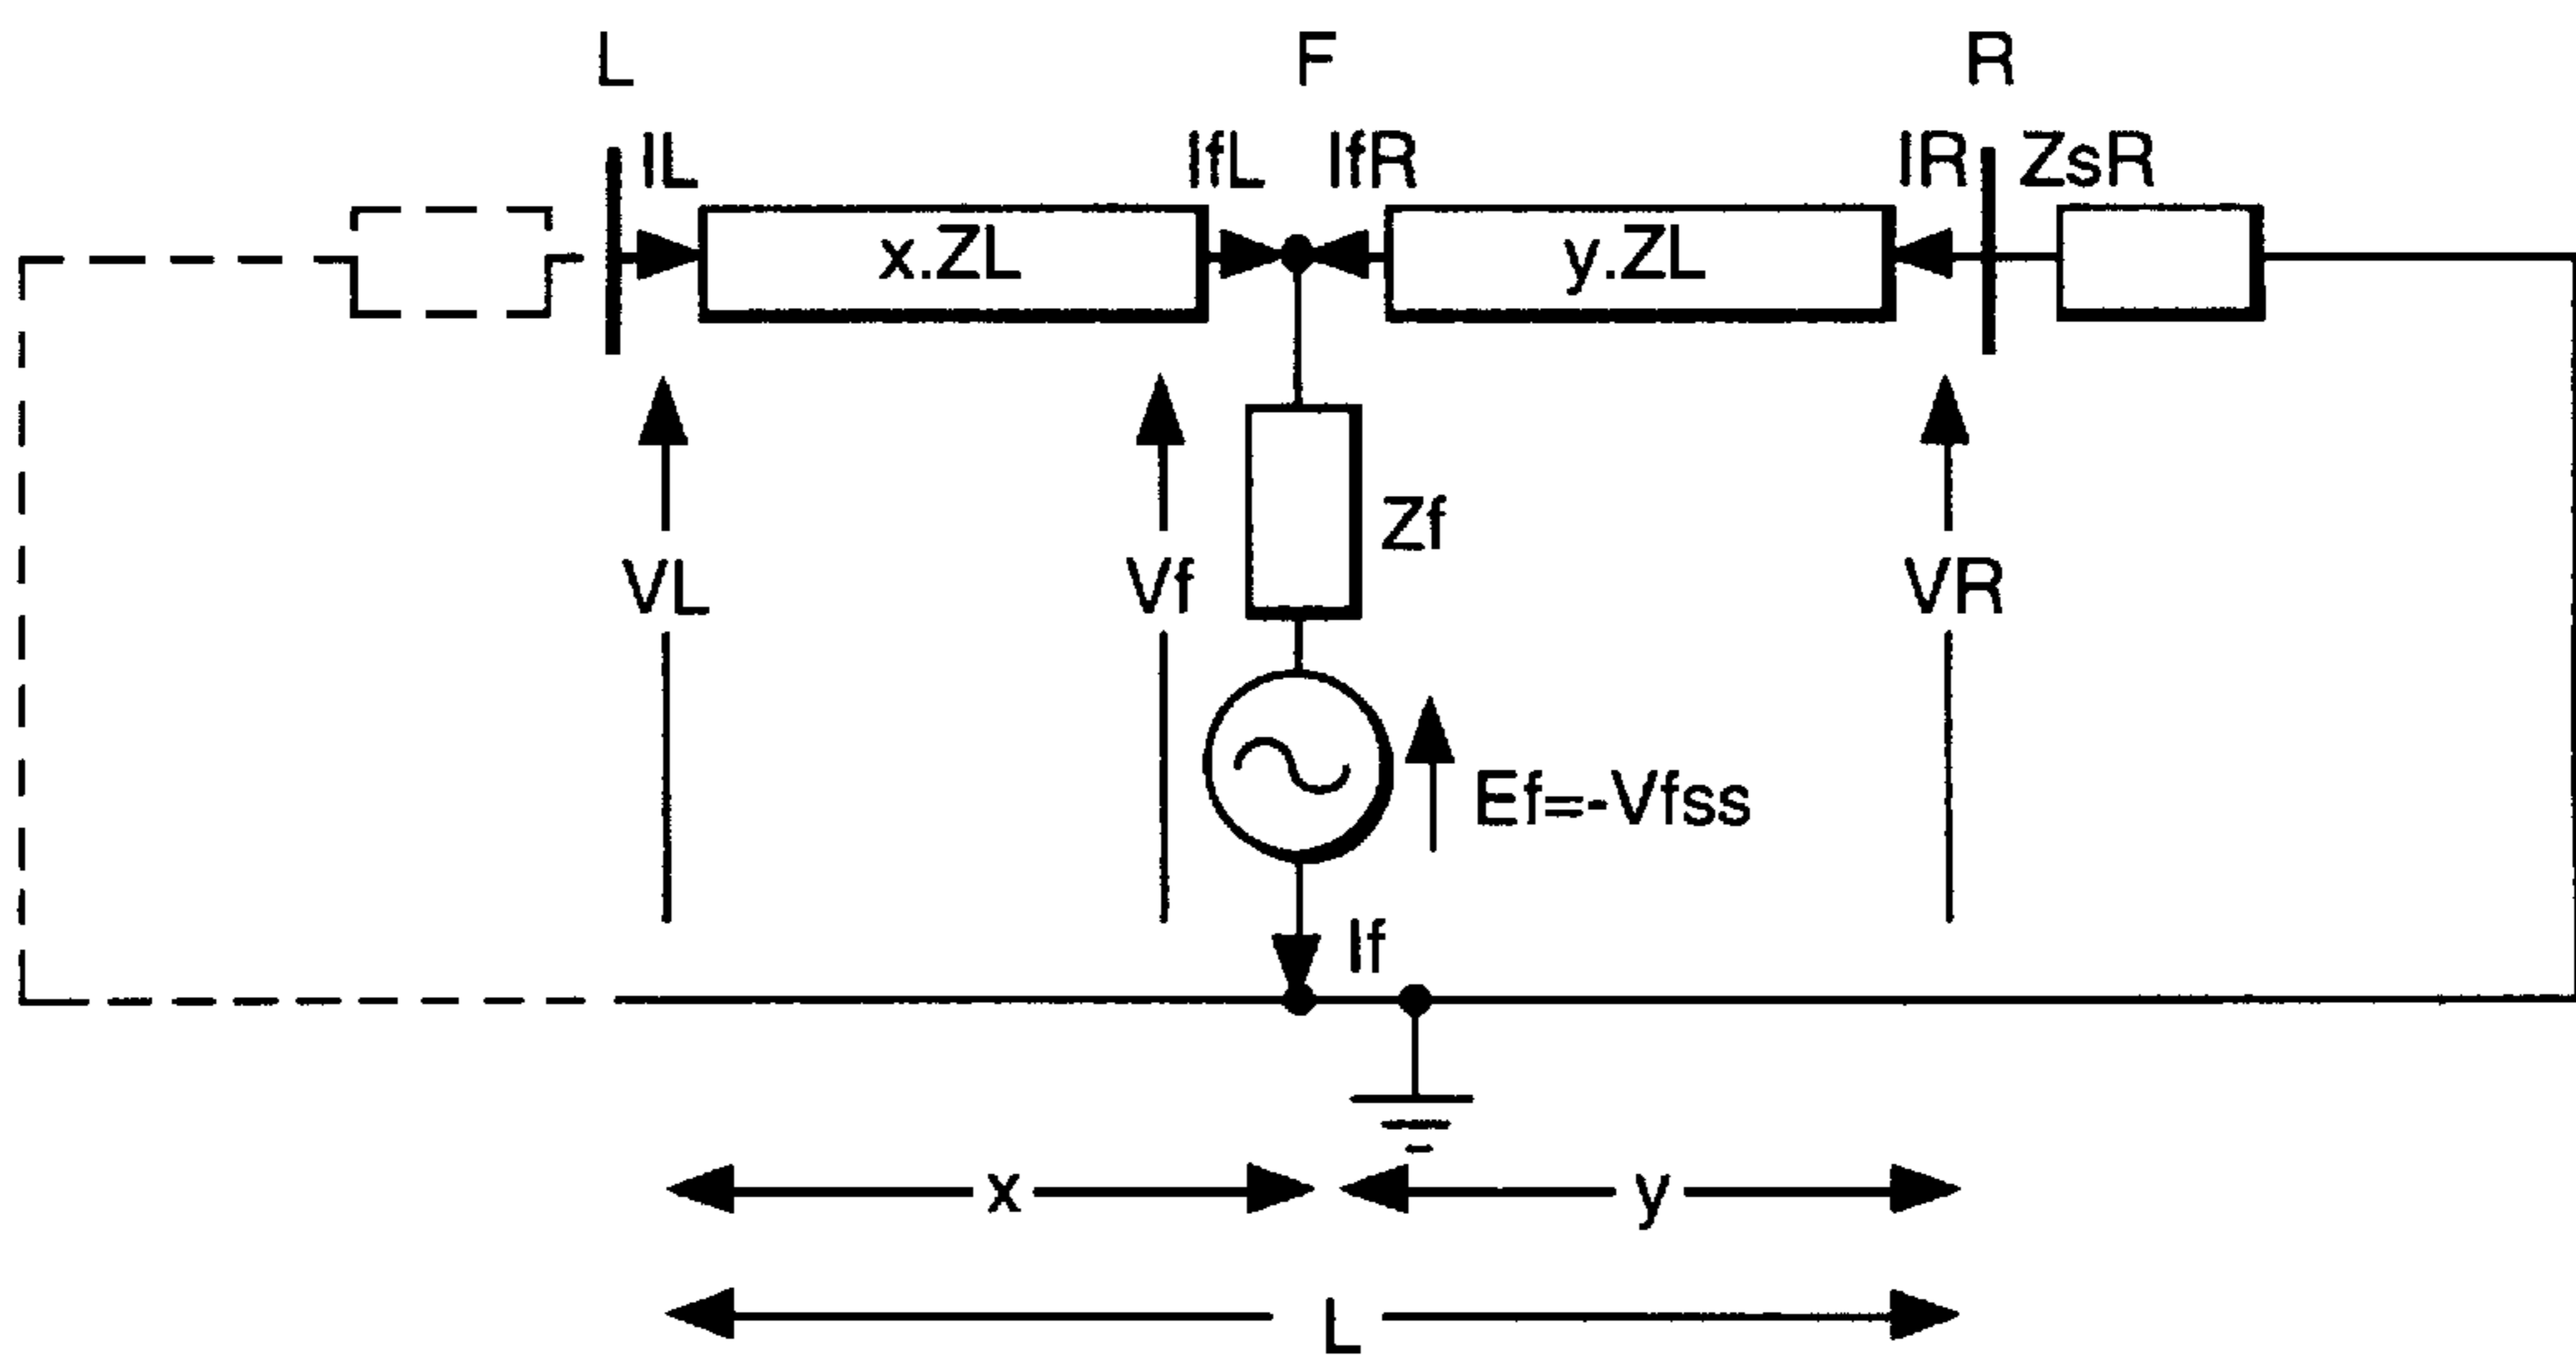 L F R
IL IfL IfR IR ZsR
x.ZL y.ZL
Zf
VL Vf VR
Ef=-Vfss
If
x y
L